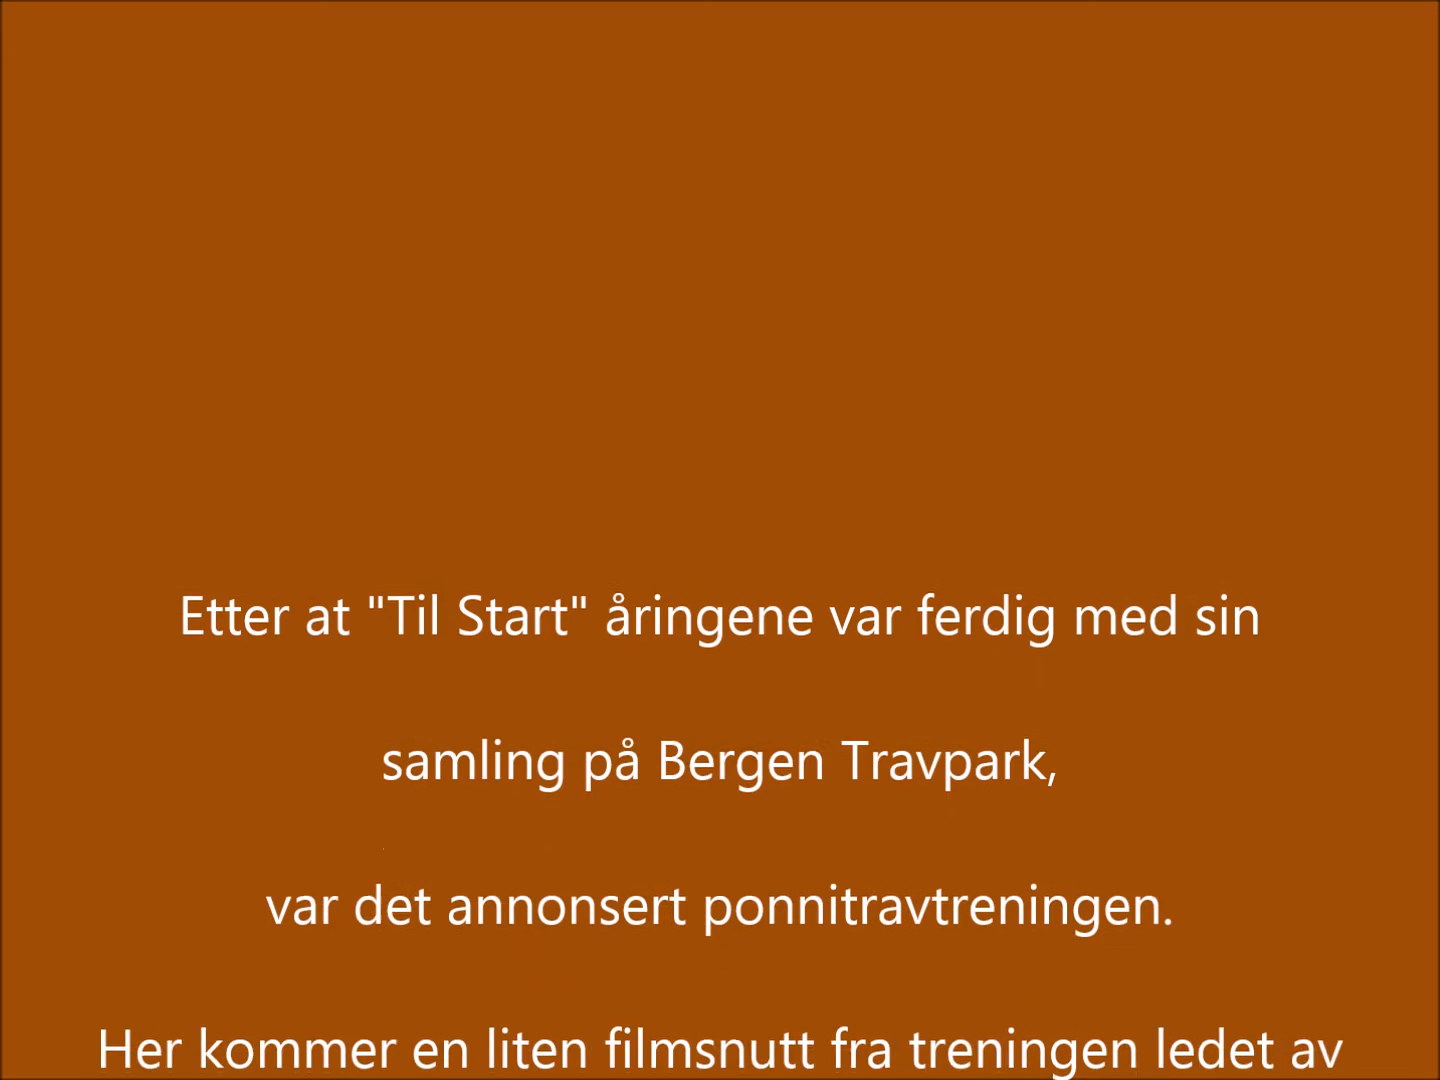 Etter at "Til Start" åringene var ferdig med sin
samling på Bergen Travpark,
var det annonsert ponnitravtreningen.
Her kommer en liten filmsnutt fra treningen ledet av